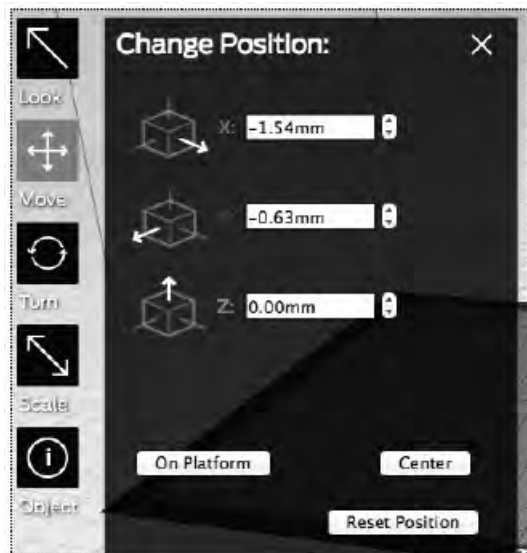 Change Position:
Look
X: -1.54mm
Move
-0.63mm
Turn
Z: 0.00mm
Scale
On Platform Center
Object
Reset Position